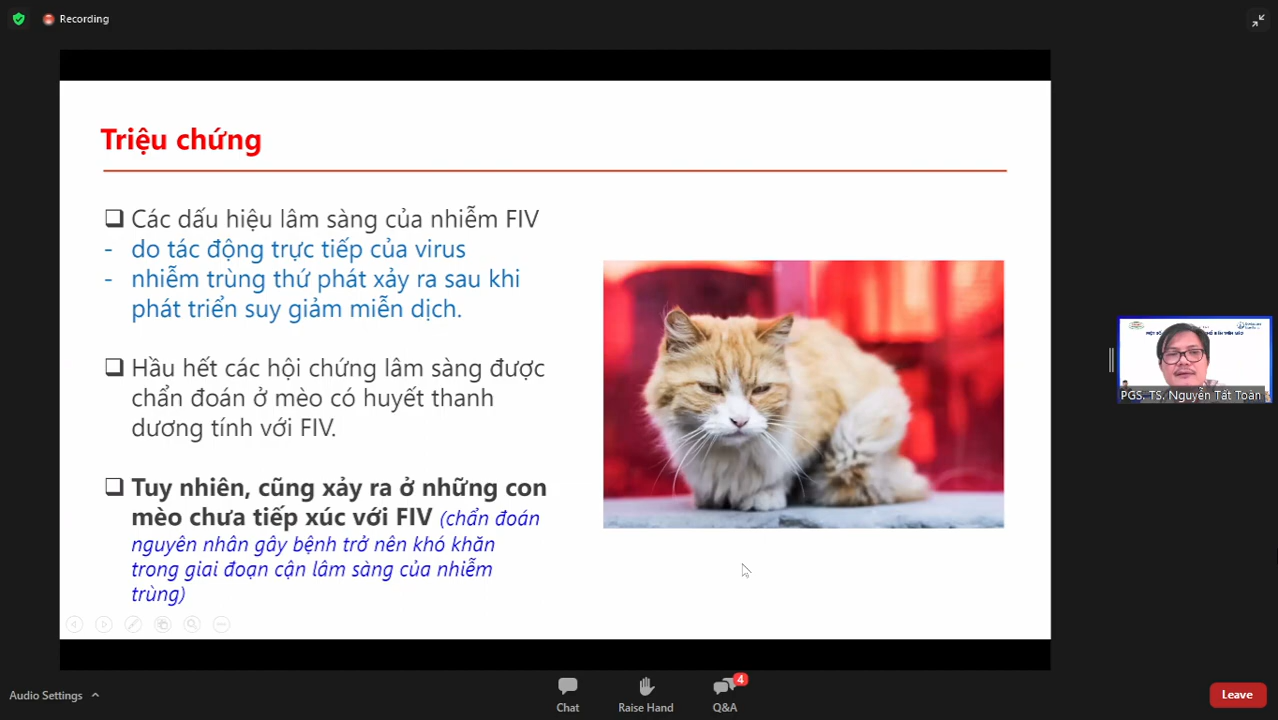 Recording
Triệu chứng
❑ Các dấu hiệu lâm sàng của nhiễm FIV
- do tác động trực tiếp của virus
- nhiễm trùng thứ phát xảy ra sau khi
phát triển suy giảm miễn dịch.
❑ Hầu hết các hội chứng lâm sàng được
chẩn đoán ở mèo có huyết thanh
dương tính với FIV.
❑ Tuy nhiên, cũng xảy ra ở những con
mèo chưa tiếp xúc với FIV (chẩn đoán
nguyên nhân gây bệnh trở nên khó khăn
trong giai đoạn cận lâm sàng của nhiễm
trùng)
PGS. TS. Nguyễn Tất Toàn
Audio Settings
Chat
Raise Hand
4
Q&A
Leave